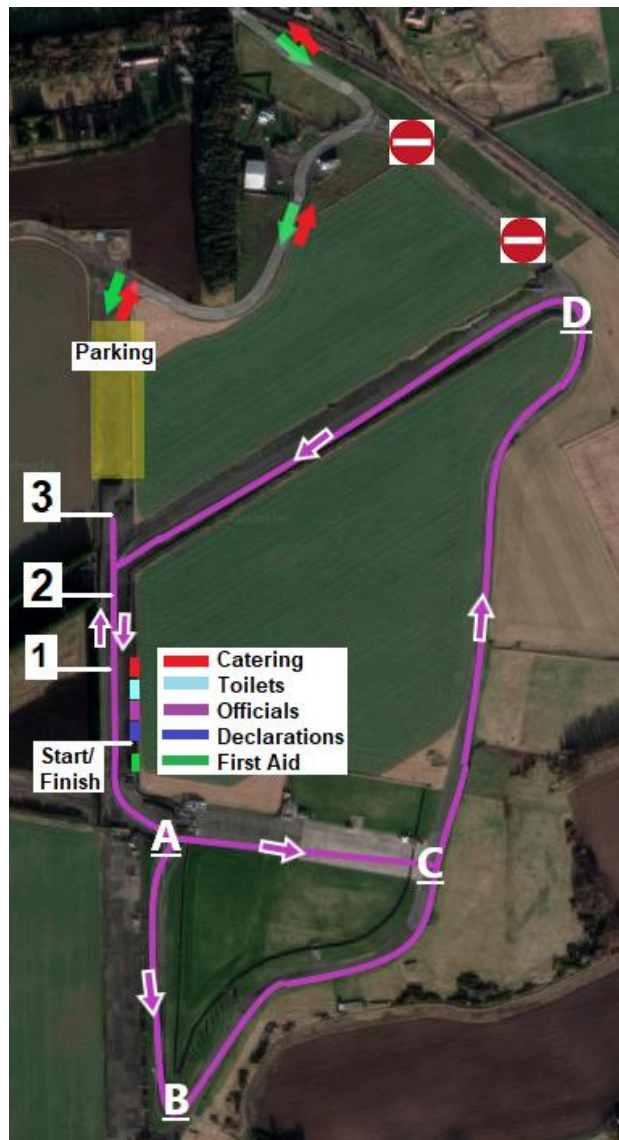 D
Parking
3
2
1
Catering
Toilets
Officials
Declarations
First Aid
Start/
Finish
A
C
B